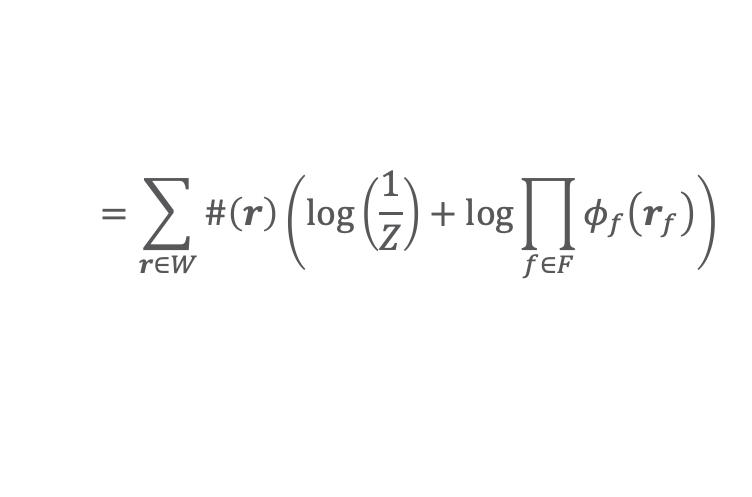 = ∑_{r∈W} #(r) ( log(1/Z) + log ∏_{f∈F} ϕ_f(r_f) )